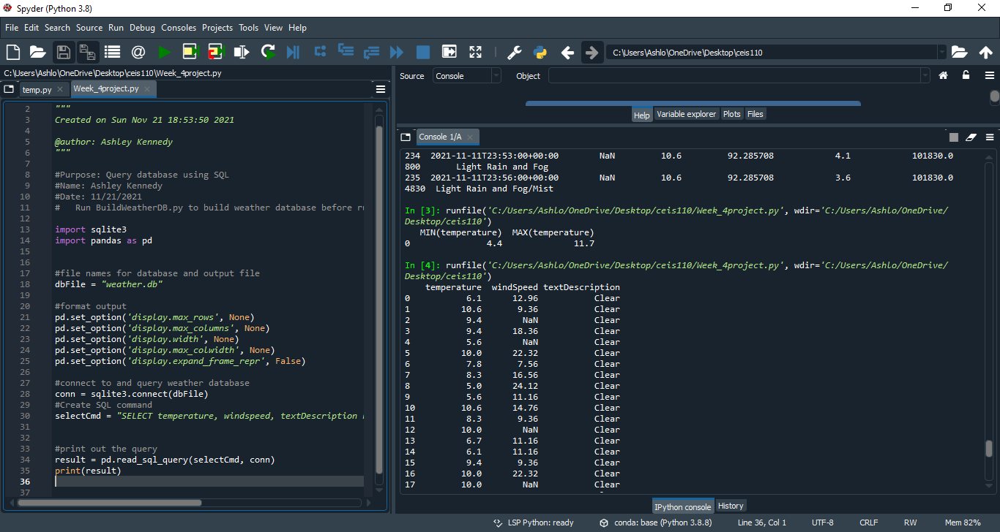 Spyder (Python 3.8)
File Edit Search Source Run Debug Consoles Projects Tools View Help
C:\Users\Ashlo\OneDrive\Desktop\ceis110
C:\Users\Ashlo\OneDrive\Desktop\ceis110\Week_4project.py
temp.py Week_4project.py
2 """
3 Created on Sun Nov 21 18:53:50 2021
4
5 @author: Ashley Kennedy
6 """
7
8 #Purpose: Query database using SQL
9 #Name: Ashley Kennedy
10 #Date: 11/21/2021
11 #   Run BuildWeatherDB.py to build weather database before
12
13 import sqlite3
14 import pandas as pd
15
16
17 #file names for database and output file
18 dbFile = "weather.db"
19
20 #format output
21 pd.set_option('display.max_rows', None)
22 pd.set_option('display.max_columns', None)
23 pd.set_option('display.width', None)
24 pd.set_option('display.max_colwidth', None)
25 pd.set_option('display.expand_frame_repr', False)
26
27 #connect to and query weather database
28 conn = sqlite3.connect(dbFile)
29 #Create SQL command
30 selectCmd = "SELECT temperature, windspeed, textDescription
31
32
33 #print out the query
34 result = pd.read_sql_query(selectCmd, conn)
35 print(result)
36
37
Source Console Object
Help Variable explorer Plots Files
Console 1/A
234 2021-11-11T23:53:00+00:00 NaN 10.6 92.285708 4.1 101830.0
800 Light Rain and Fog
235 2021-11-11T23:56:00+00:00 NaN 10.6 92.285708 3.6 101830.0
4830 Light Rain and Fog/Mist
In [3]: runfile('C:/Users/Ashlo/OneDrive/Desktop/ceis110/Week_4project.py', wdir='C:/Users/Ashlo/OneDrive/
Desktop/ceis110')
MIN(temperature) MAX(temperature)
0 4.4 11.7
In [4]: runfile('C:/Users/Ashlo/OneDrive/Desktop/ceis110/Week_4project.py', wdir='C:/Users/Ashlo/OneDrive/
Desktop/ceis110')
temperature windSpeed textDescription
0 6.1 12.96 Clear
1 10.6 9.36 Clear
2 9.4 NaN Clear
3 9.4 18.36 Clear
4 5.6 NaN Clear
5 10.0 22.32 Clear
6 7.8 7.56 Clear
7 8.3 16.56 Clear
8 5.0 24.12 Clear
9 5.6 11.16 Clear
10 10.6 14.76 Clear
11 8.3 9.36 Clear
12 10.0 NaN Clear
13 6.7 11.16 Clear
14 6.1 11.16 Clear
15 9.4 9.36 Clear
16 10.0 22.32 Clear
17 10.0 NaN Clear
IPython console History
LSP Python: ready conda: base (Python 3.8.8) Line 36, Col 1 UTF-8 CRLF RW Mem 82%